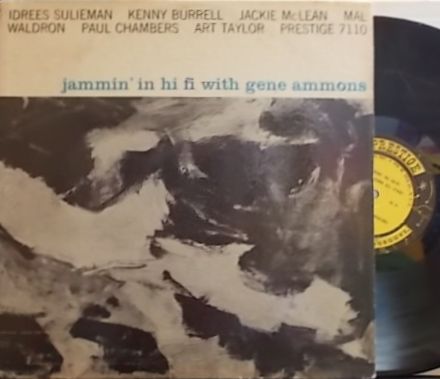 IDREES SULIEMAN KENNY BURRELL JACKIE McLEAN MAL
WALDRON PAUL CHAMBERS ART TAYLOR PRESTIGE 7110
jammin' in hi fi with gene ammons
PRESTIGE